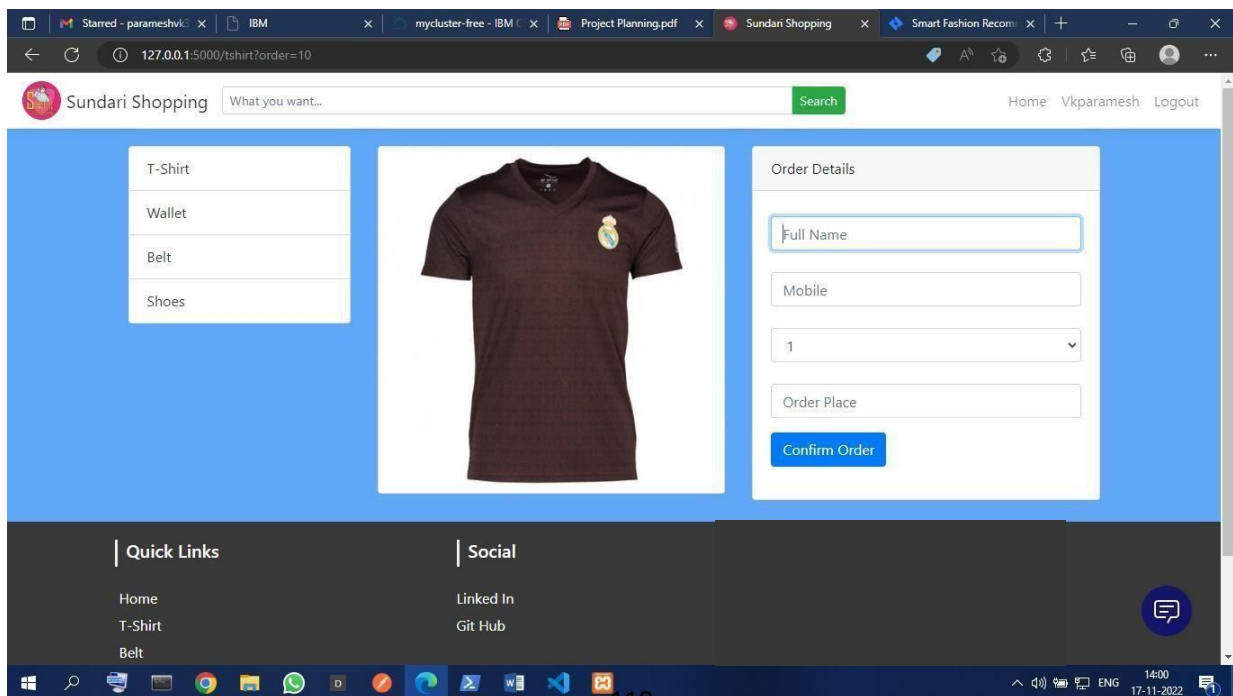 Starred - parameshvk3
IBM
mycluster-free - IBM C
Project Planning.pdf
Sundari Shopping
Smart Fashion Recom
127.0.0.1:5000/tshirt?order=10
Sundari Shopping
What you want...
Search
Home
Vkparamesh
Logout
T-Shirt
Wallet
Belt
Shoes
Order Details
Full Name
Mobile
1
Order Place
Confirm Order
Quick Links
Home
T-Shirt
Belt
Social
Linked In
Git Hub
ENG
14:00
17-11-2022